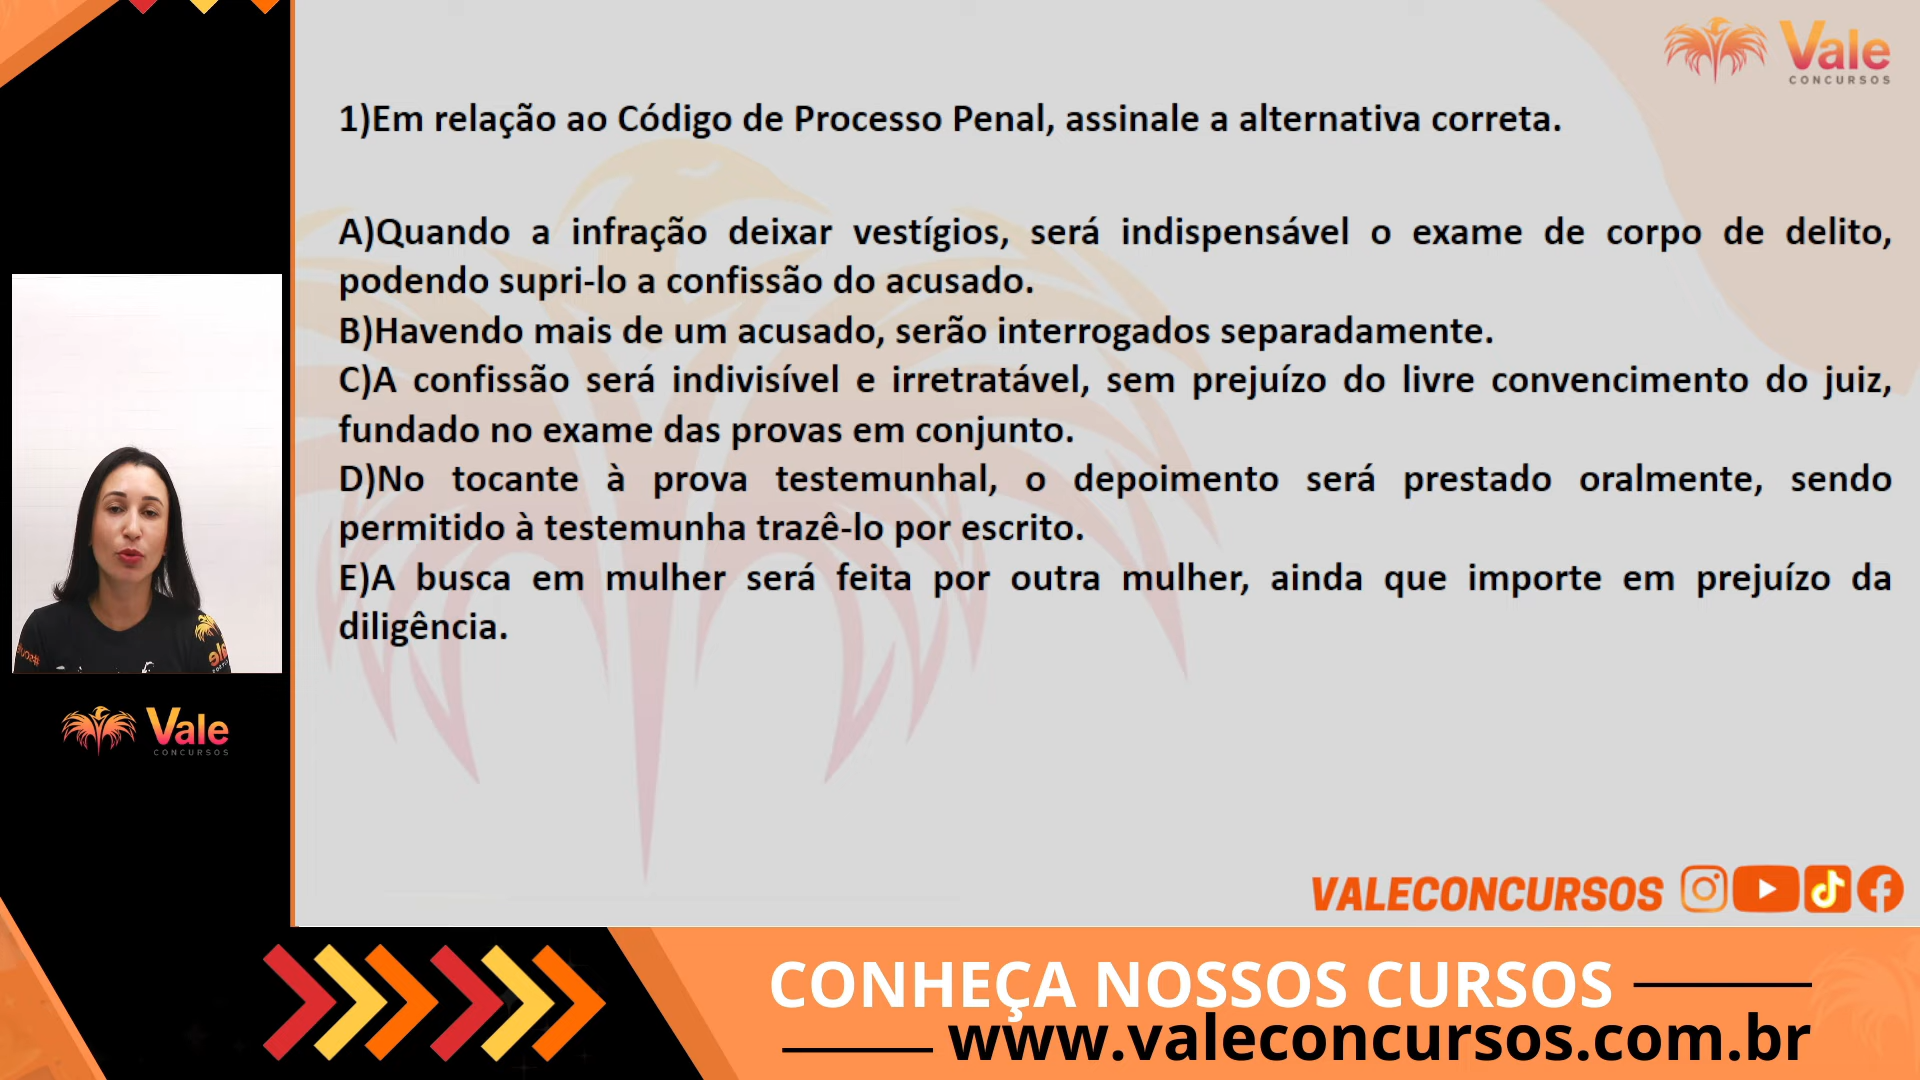 Vale
CONCURSOS
1)Em relação ao Código de Processo Penal, assinale a alternativa correta.
A)Quando a infração deixar vestígios, será indispensável o exame de corpo de delito,
podendo supri-lo a confissão do acusado.
B)Havendo mais de um acusado, serão interrogados separadamente.
C)A confissão será indivisível e irretratável, sem prejuízo do livre convencimento do juiz,
fundado no exame das provas em conjunto.
D)No tocante à prova testemunhal, o depoimento será prestado oralmente, sendo
permitido à testemunha trazê-lo por escrito.
E)A busca em mulher será feita por outra mulher, ainda que importe em prejuízo da
diligência.
Vale
CONCURSOS
VALECONCURSOS
CONHEÇA NOSSOS CURSOS
www.valeconcursos.com.br